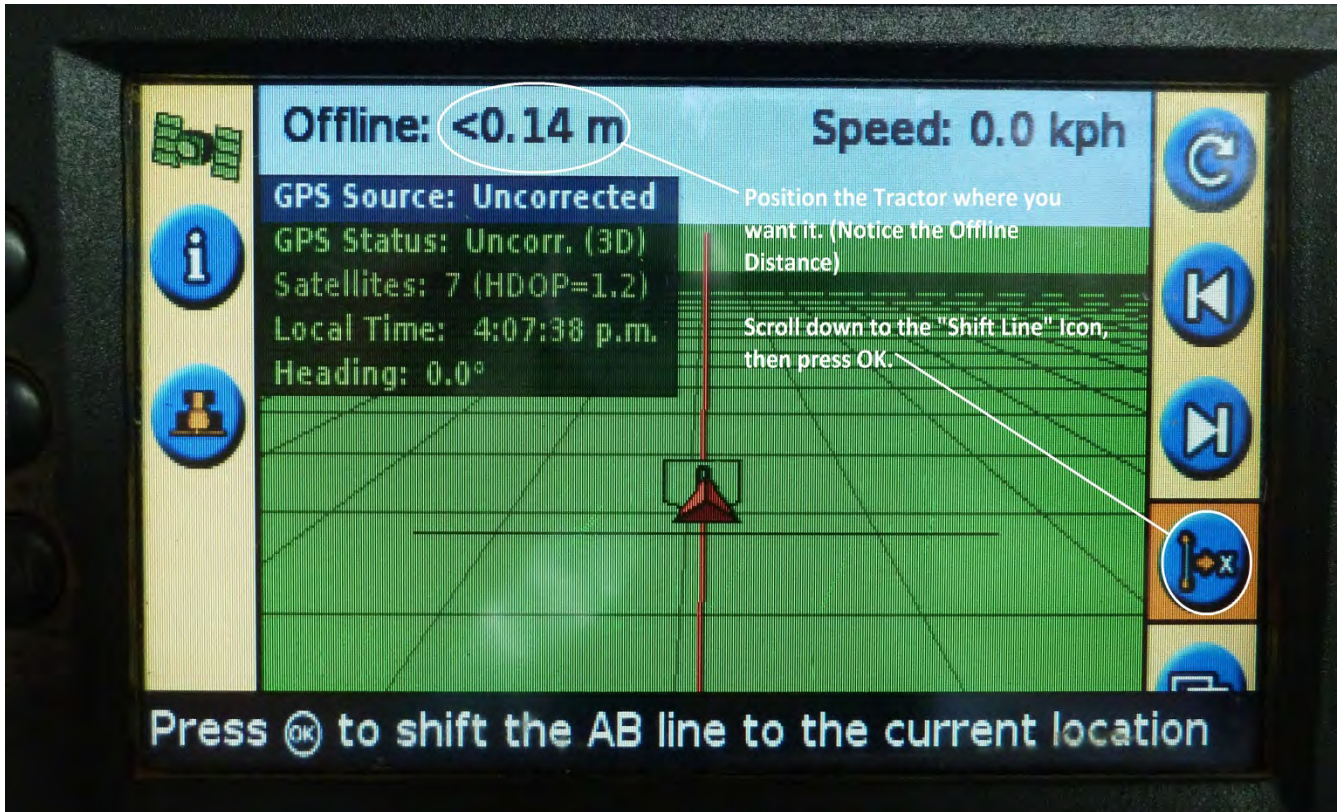 Offline: <0.14 m
Speed: 0.0 kph
GPS Source: Uncorrected
GPS Status: Uncorr. (3D)
Satellites: 7 (HDOP=1.2)
Local Time: 4:07:38 p.m.
Heading: 0.0°
Position the Tractor where you
want it. (Notice the Offline
Distance)
Scroll down to the "Shift Line" Icon,
then press OK.
X
Press OK to shift the AB line to the current location